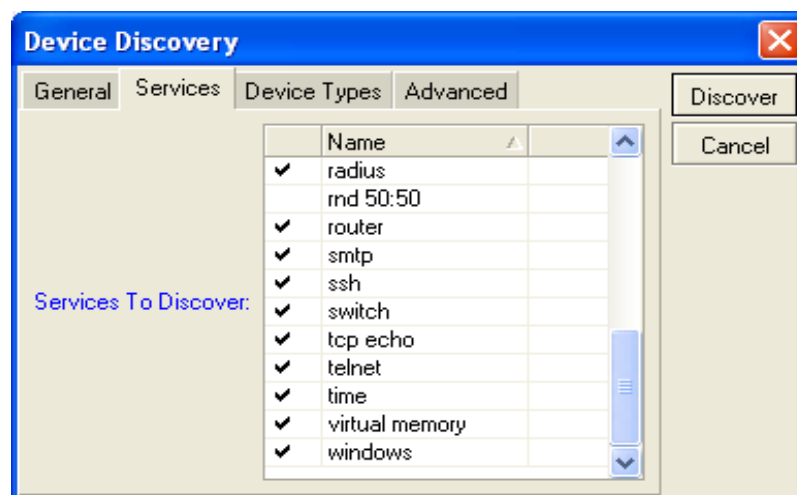 Device Discovery
General Services Device Types Advanced
Discover
Cancel
Services To Discover:
Name
radius
rnd 50:50
router
smtp
ssh
switch
tcp echo
telnet
time
virtual memory
windows